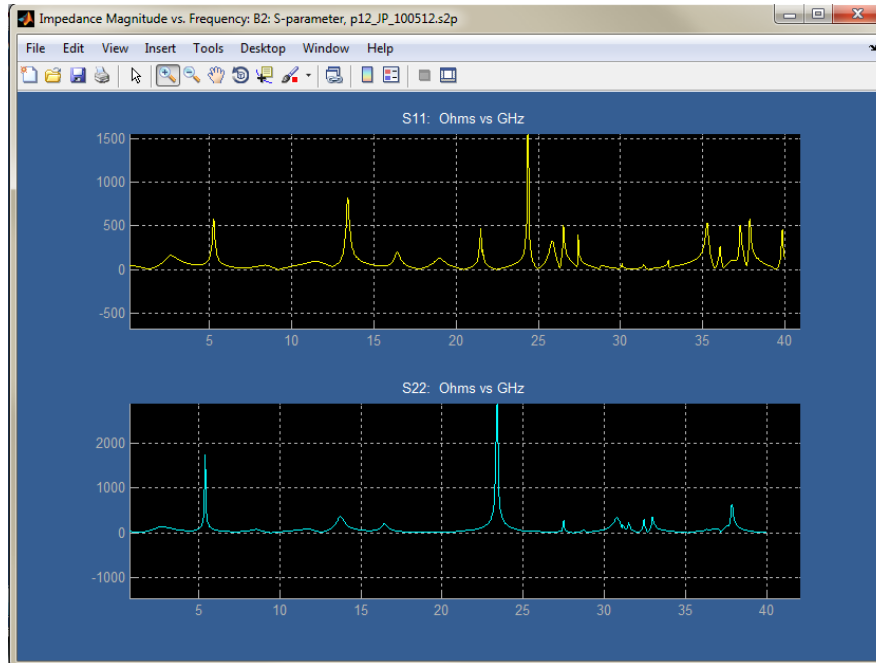 Impedance Magnitude vs. Frequency: B2: S-parameter, p12_JP_100512.s2p
File Edit View Insert Tools Desktop Window Help
S11: Ohms vs GHz
1500
1000
500
0
-500
5 10 15 20 25 30 35 40
S22: Ohms vs GHz
2000
1000
0
-1000
5 10 15 20 25 30 35 40